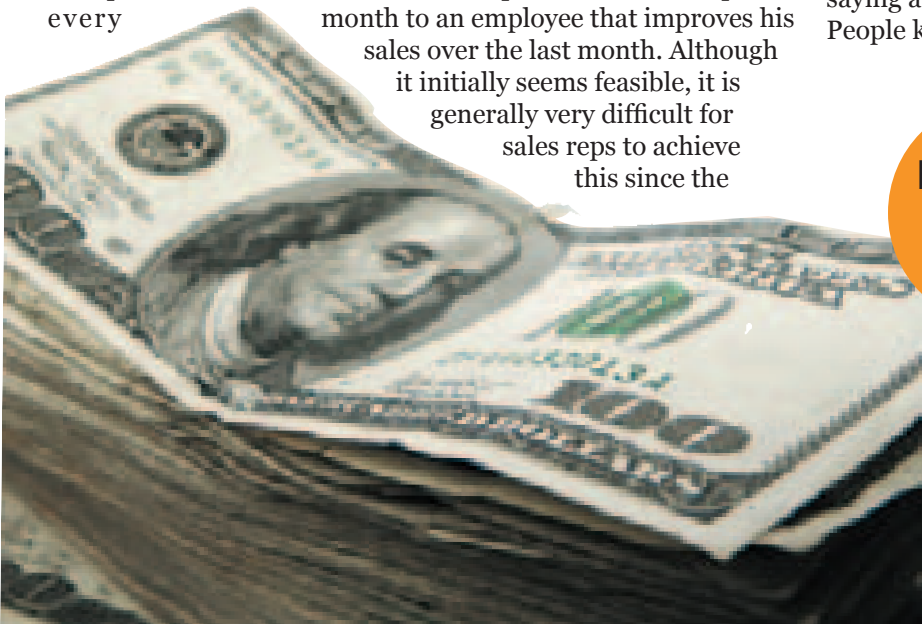 every
month to an employee that improves his
sales over the last month. Although
it initially seems feasible, it is
generally very difficult for
sales reps to achieve
this since the
saying a
People k
100